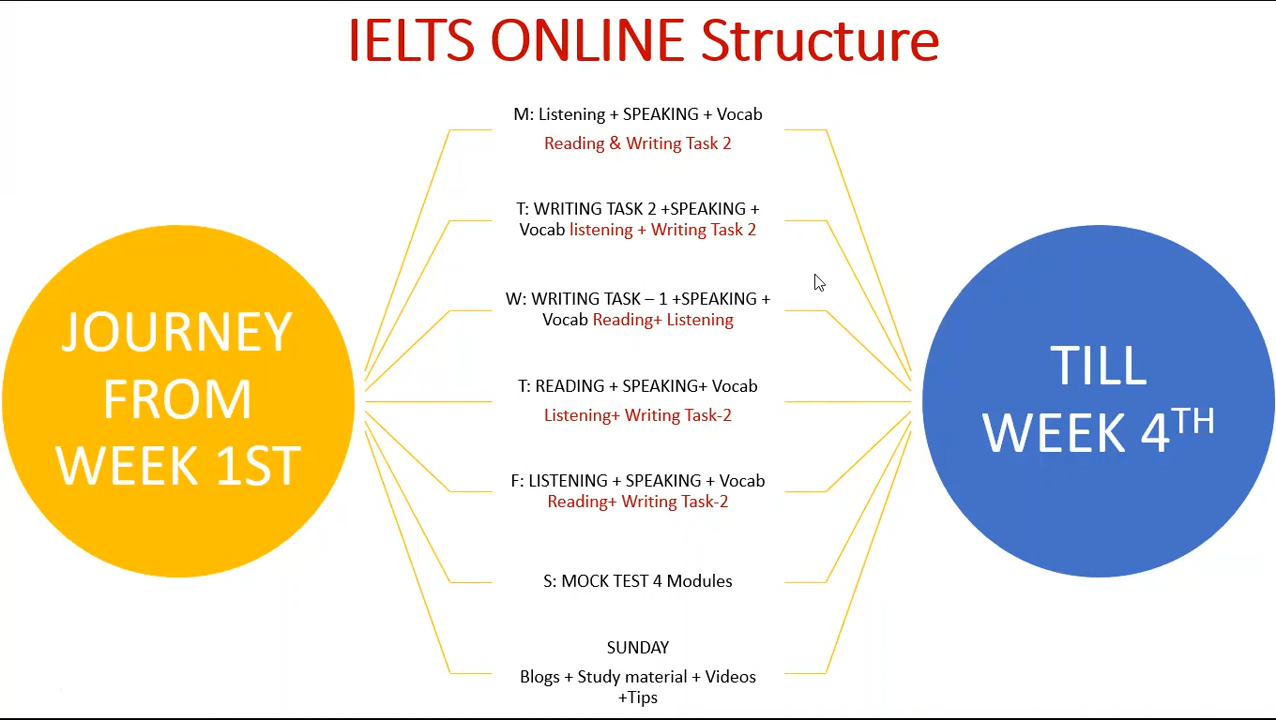 IELTS ONLINE Structure
M: Listening + SPEAKING + Vocab
Reading & Writing Task 2
T: WRITING TASK 2 +SPEAKING +
Vocab listening + Writing Task 2
W: WRITING TASK – 1 +SPEAKING +
Vocab Reading+ Listening
T: READING + SPEAKING+ Vocab
Listening+ Writing Task-2
F: LISTENING + SPEAKING + Vocab
Reading+ Writing Task-2
S: MOCK TEST 4 Modules
SUNDAY
Blogs + Study material + Videos
+Tips
JOURNEY
FROM
WEEK 1ST
TILL
WEEK 4TH